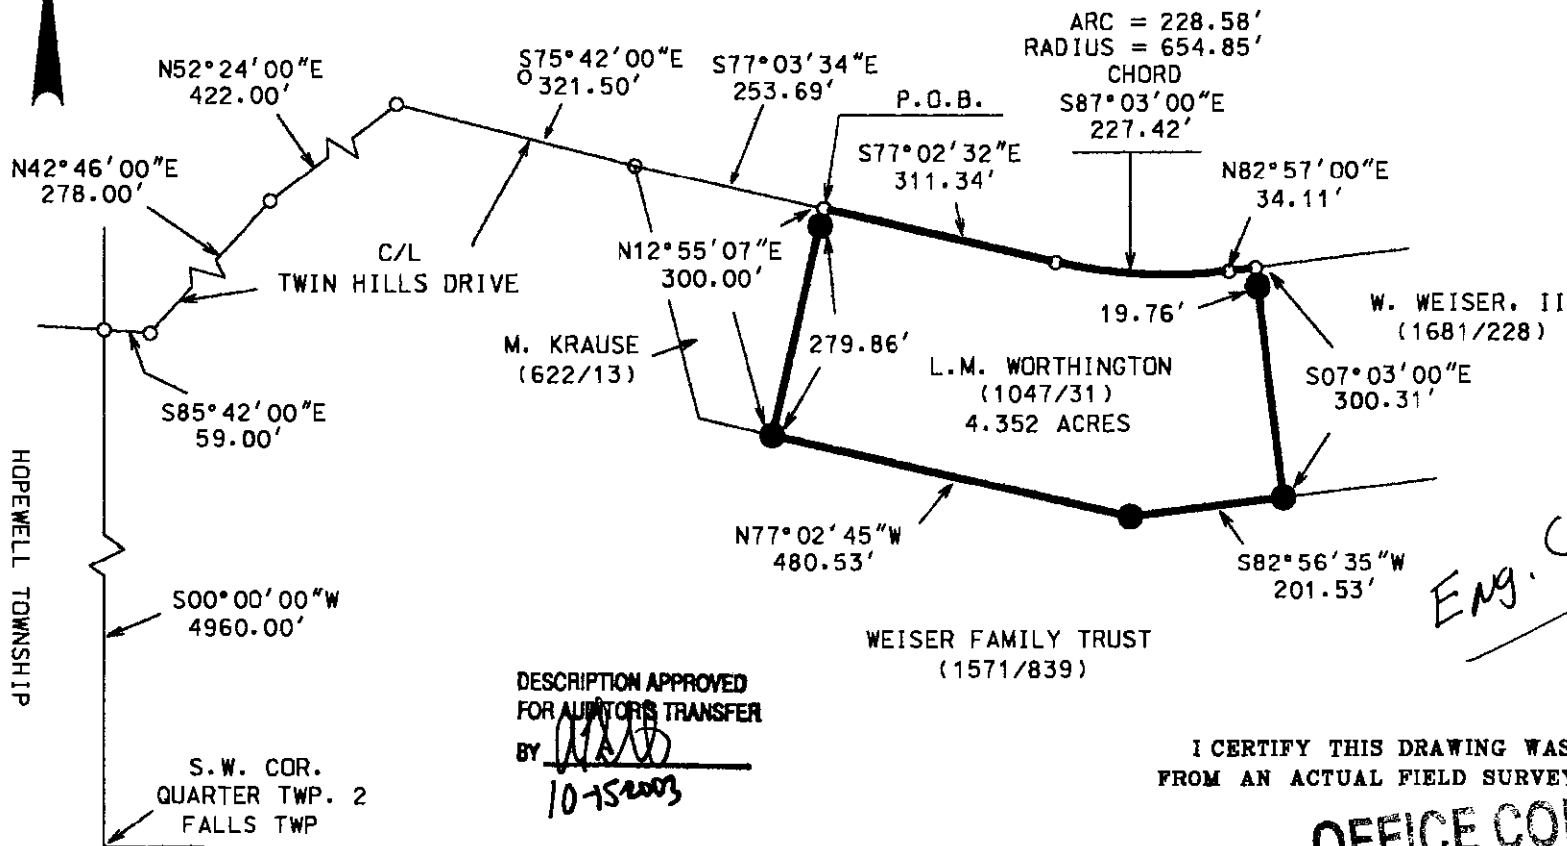 ARC = 228.58'
RADIUS = 654.85'
CHORD
S87°03'00"E
227.42'
N52°24'00"E
422.00'
S75°42'00"E
321.50'
S77°03'34"E
253.69'
P.O.B.
S77°02'32"E
311.34'
N82°57'00"E
34.11'
N42°46'00"E
278.00'
C/L
TWIN HILLS DRIVE
N12°55'07"E
300.00'
19.76'
W. WEISER, II
(1681/228)
M. KRAUSE
(622/13)
279.86'
L.M. WORTHINGTON
(1047/31)
4.352 ACRES
S07°03'00"E
300.31'
S85°42'00"E
59.00'
HOPEWELL TOWNSHIP
N77°02'45"W
480.53'
S82°56'35"W
201.53'
Eng.
S00°00'00"W
4960.00'
WEISER FAMILY TRUST
(1571/839)
DESCRIPTION APPROVED
FOR AUDITORS TRANSFER
BY
10-15-2003
S.W. COR.
QUARTER TWP. 2
FALLS TWP
I CERTIFY THIS DRAWING WAS
FROM AN ACTUAL FIELD SURVEY
OFFICE